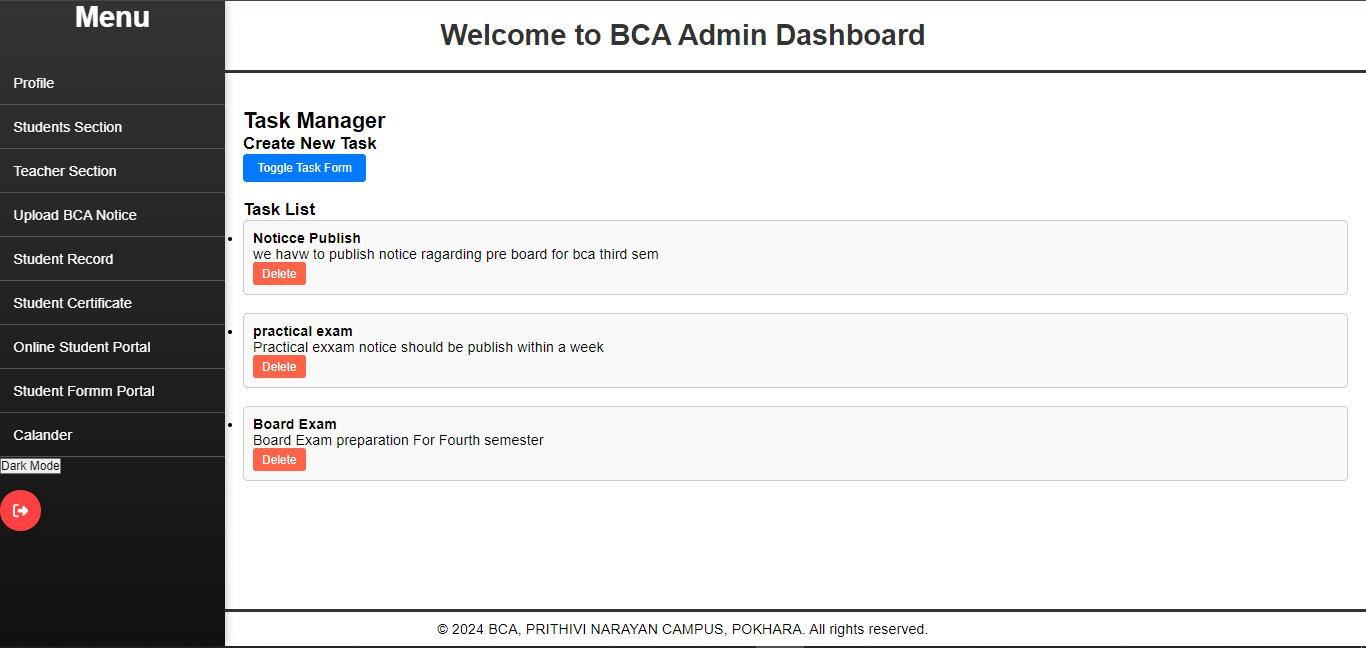 Menu
Profile
Students Section
Teacher Section
Upload BCA Notice
Student Record
Student Certificate
Online Student Portal
Student Formm Portal
Calander
Dark Mode
Welcome to BCA Admin Dashboard
Task Manager
Create New Task
Toggle Task Form
Task List
Noticce Publish
we havw to publish notice ragarding pre board for bca third sem
Delete
practical exam
Practical exxam notice should be publish within a week
Delete
Board Exam
Board Exam preparation For Fourth semester
Delete
© 2024 BCA, PRITHIVI NARAYAN CAMPUS, POKHARA. All rights reserved.